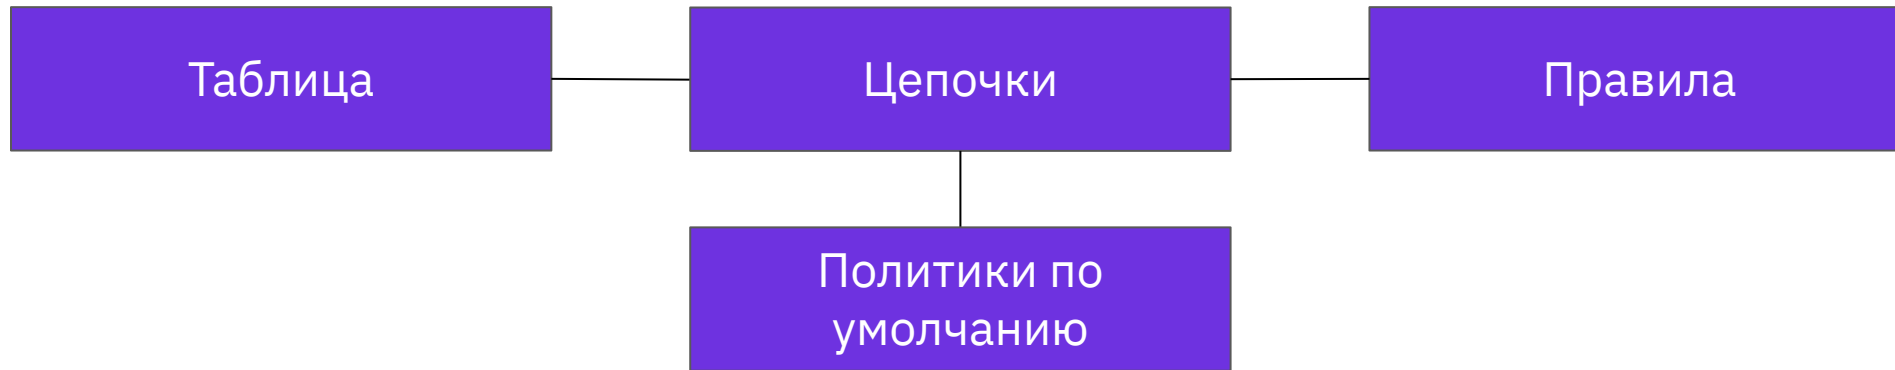 Таблица
Цепочки
Правила
Политики по
умолчанию